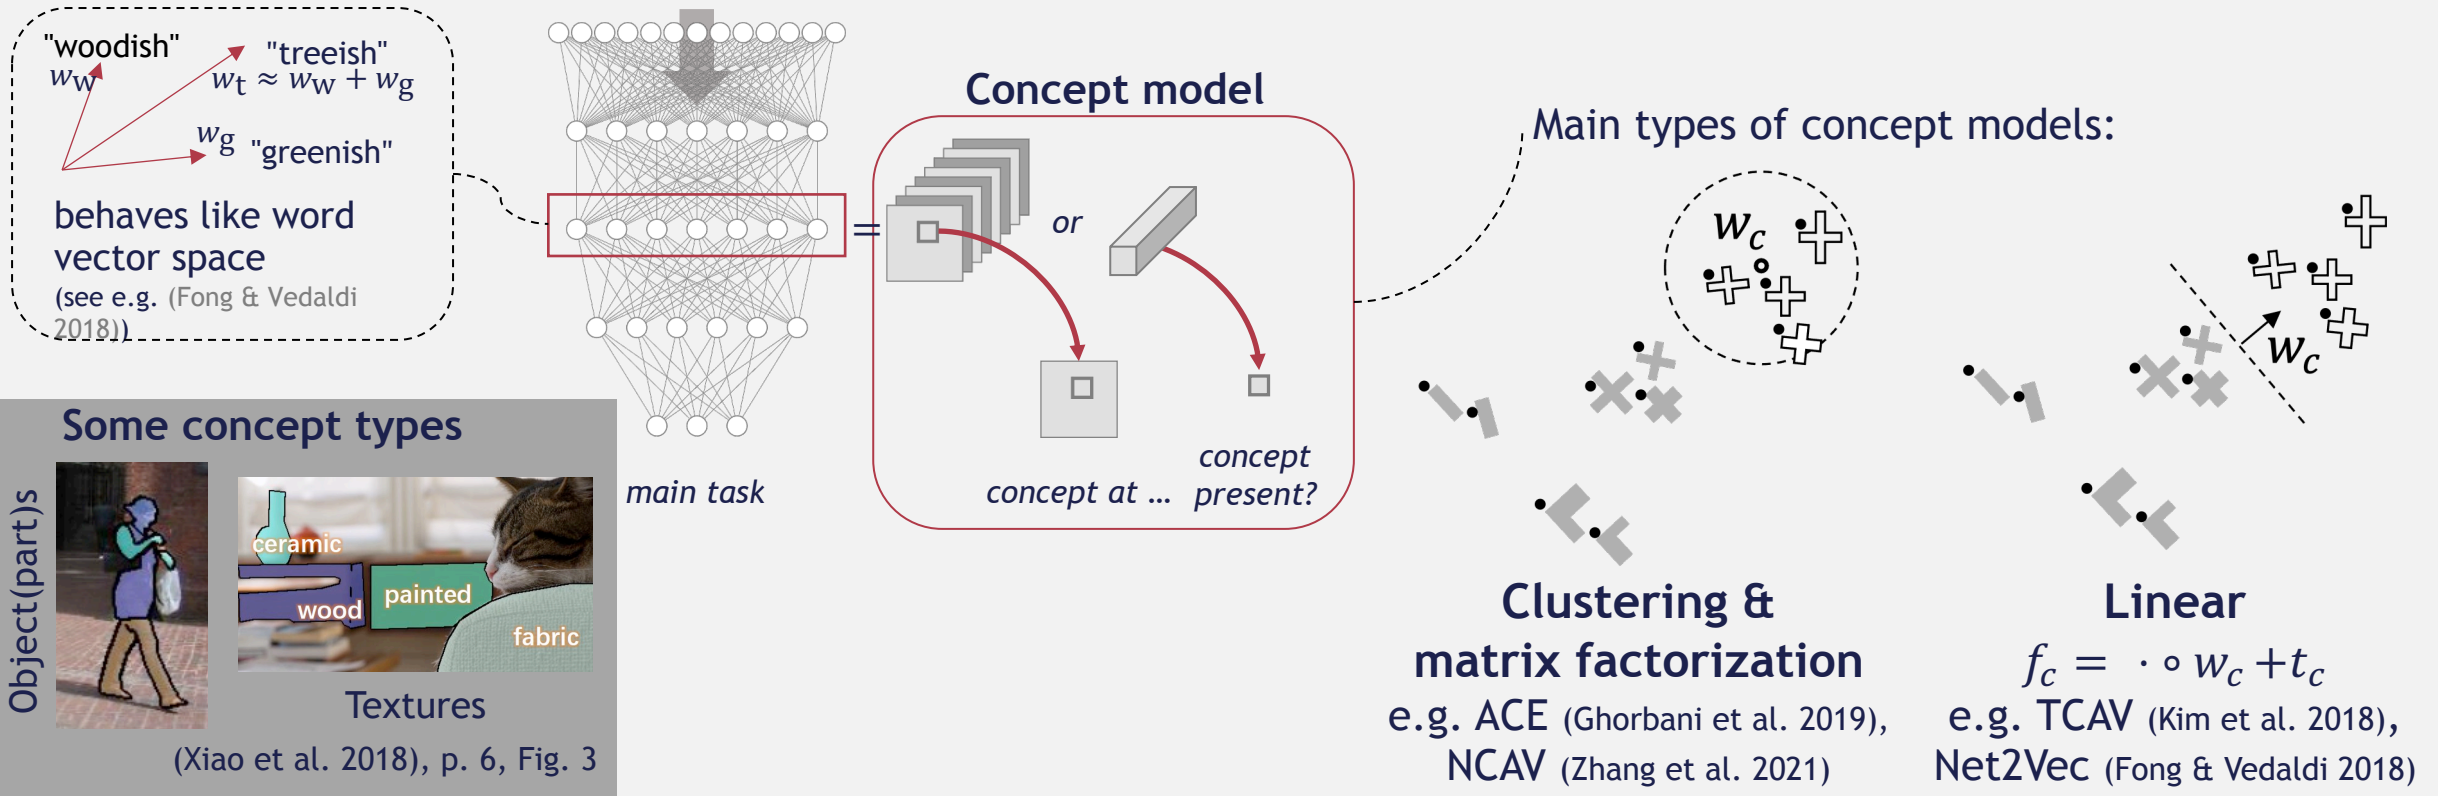 "woodish"
w_w
"treeish"
w_t ≈ w_w + w_g
w_g "greenish"
behaves like word
vector space
(see e.g. (Fong & Vedaldi
2018))
Some concept types
Object(part)s
ceramic
wood
painted
fabric
Textures
(Xiao et al. 2018), p. 6, Fig. 3
main task
Concept model
=
or
concept at …
concept
present?
Main types of concept models:
w_c
w_c
Clustering &
matrix factorization
e.g. ACE (Ghorbani et al. 2019),
NCAV (Zhang et al. 2021)
Linear
f_c = · ∘ w_c +t_c
e.g. TCAV (Kim et al. 2018),
Net2Vec (Fong & Vedaldi 2018)